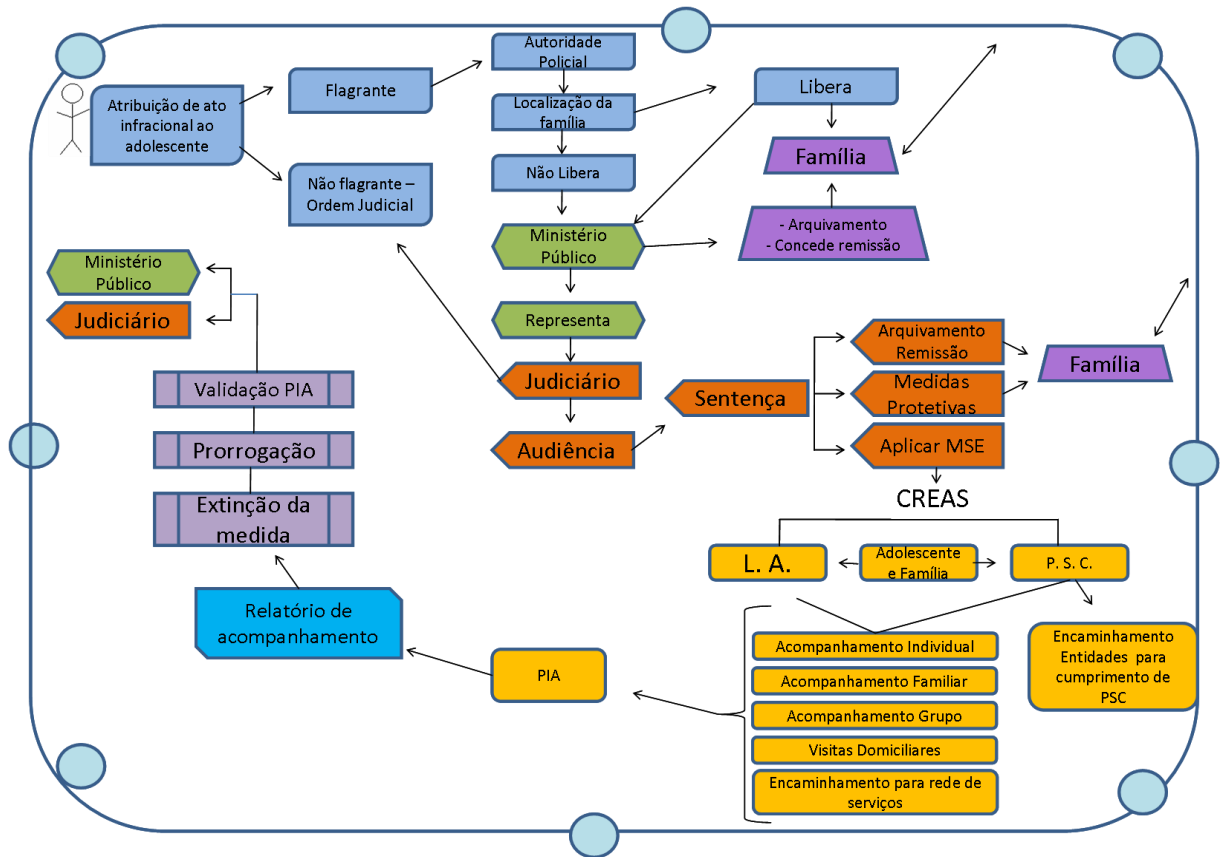 Autoridade
Policial
Atribuição de ato
infracional ao
adolescente
Flagrante
Localização da
família
Libera
Família
Não Libera
Não flagrante –
Ordem Judicial
Ministério
Público
- Arquivamento
- Concede remissão
Ministério
Público
Judiciário
Representa
Judiciário
Audiência
Sentença
Arquivamento
Remissão
Medidas
Protetivas
Aplicar MSE
Família
CREAS
Validação PIA
Prorrogação
Extinção da
medida
L. A.
Adolescente
e Família
P. S. C.
Relatório de
acompanhamento
PIA
Acompanhamento Individual
Acompanhamento Familiar
Acompanhamento Grupo
Visitas Domiciliares
Encaminhamento para rede de
serviços
Encaminhamento
Entidades para
cumprimento de
PSC